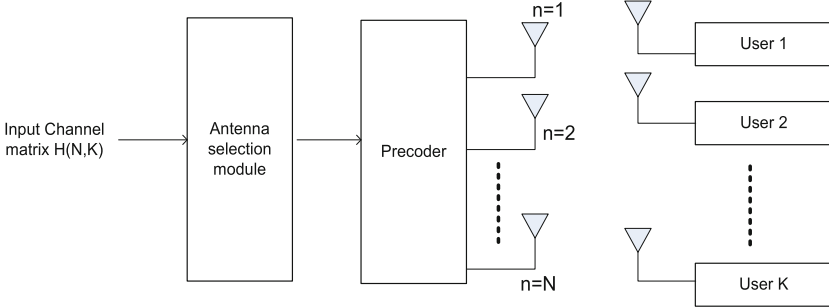 Input Channel
matrix H(N,K)
Antenna
selection
module
Precoder
n=1
n=2
n=N
User 1
User 2
User K